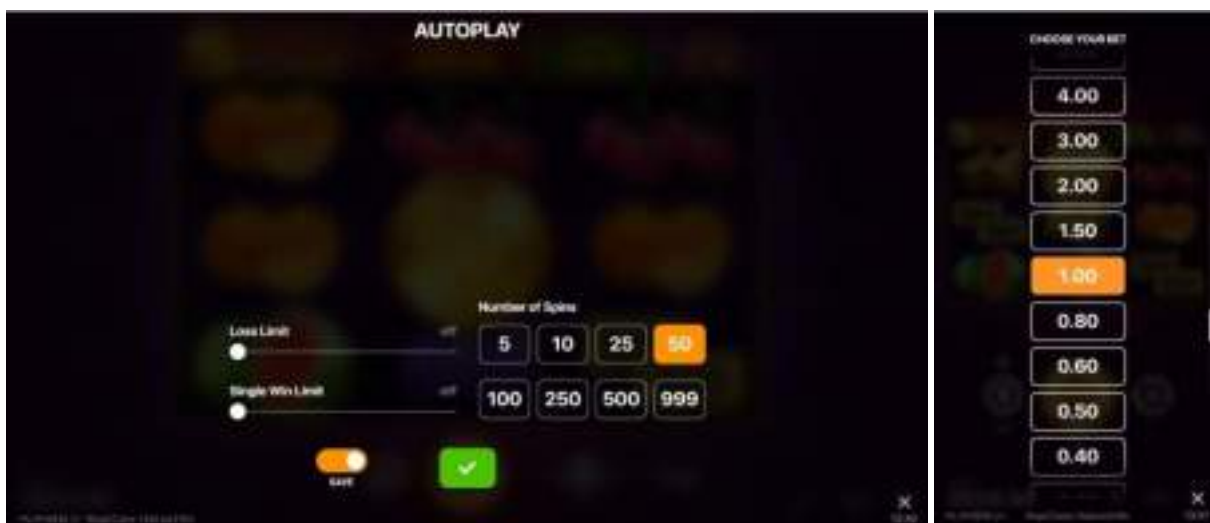 AUTOPLAY
Number of Spins
Loss Limit off
5 10 25 50
Single Win Limit off
100 250 500 999
SAVE
CHOOSE YOUR BET
4.00
3.00
2.00
1.50
1.00
0.80
0.60
0.50
0.40